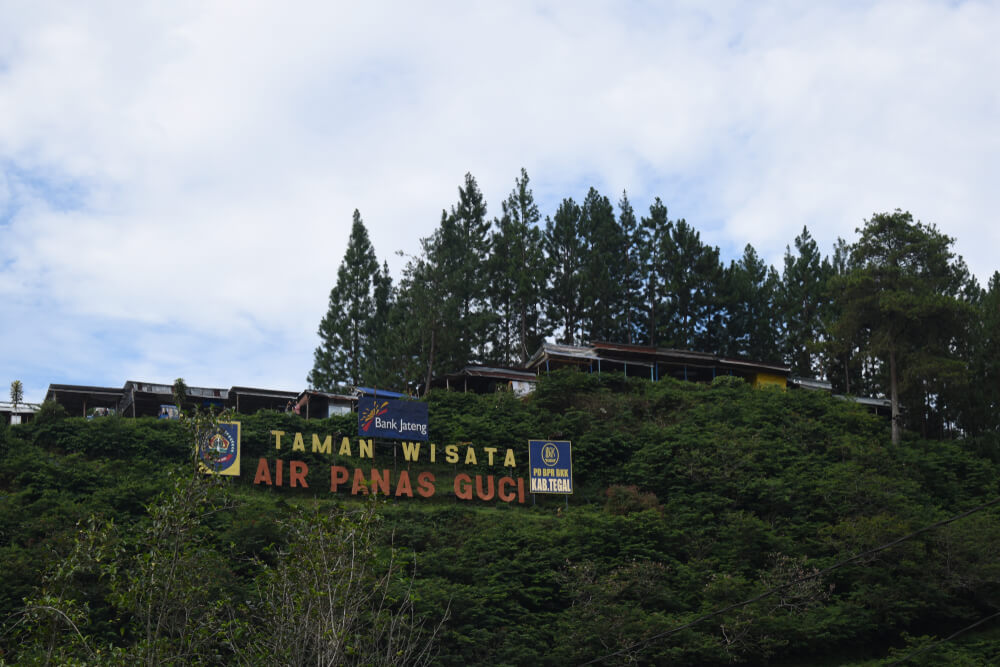 Bank Jateng
TAMAN WISATA
AIR PANAS GUCI
PD BPR BKK
KAB.TEGAL